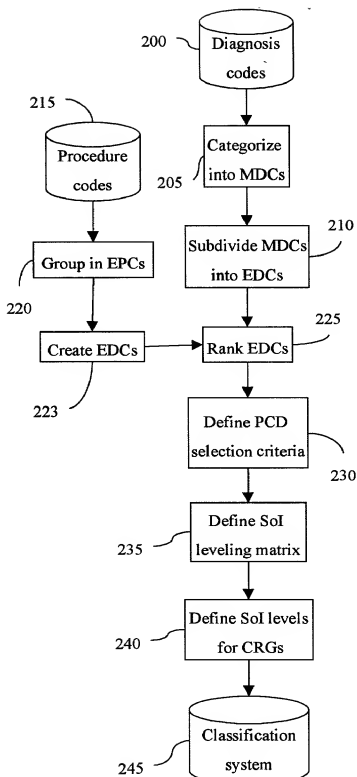 200
Diagnosis
codes
215
Procedure
codes
205
Categorize
into MDCs
Subdivide MDCs
into EDCs
210
Group in EPCs
220
Create EDCs
223
Rank EDCs
225
Define PCD
selection criteria
230
235
Define SoI
leveling matrix
240
Define SoI levels
for CRGs
Classification
system
245